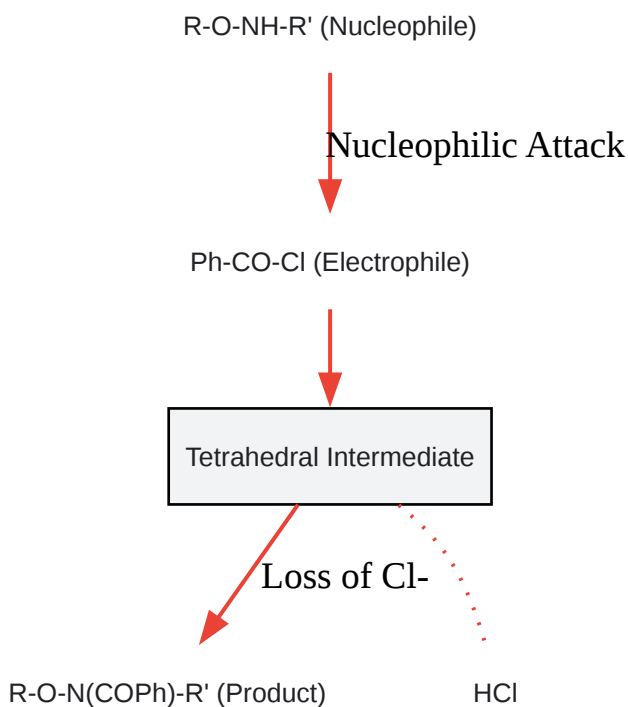 R-O-NH-R' (Nucleophile)
Nucleophilic Attack
Ph-CO-Cl (Electrophile)
Tetrahedral Intermediate
Loss of Cl-
R-O-N(COPh)-R' (Product)
HCl